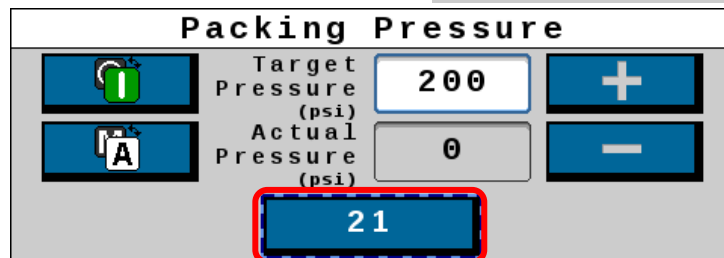 Packing Pressure
Target
Pressure
(psi)
200
+
Actual
Pressure
(psi)
0
−
I
M
A
21